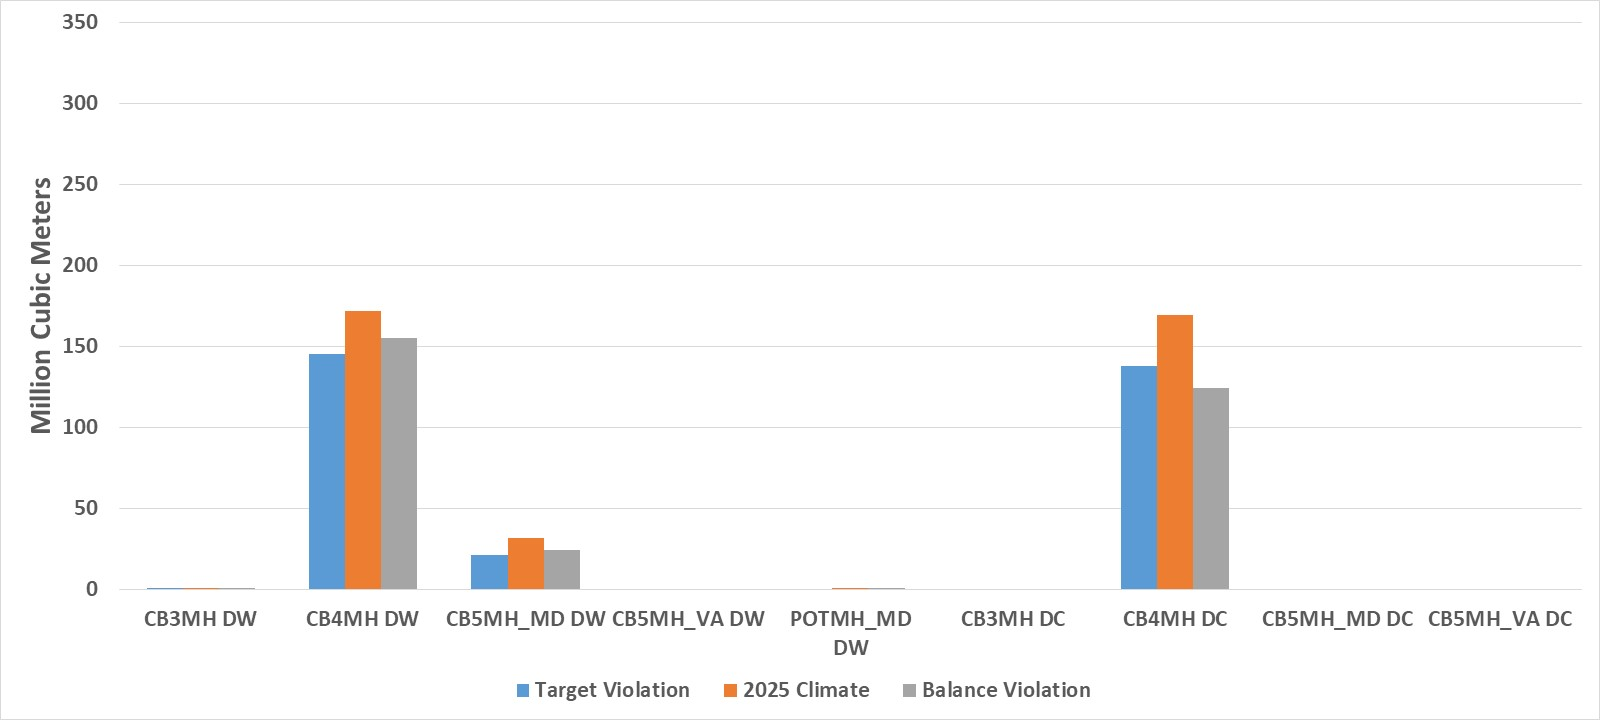 350
300
250
200
150
100
50
0
Million Cubic Meters
CB3MH DW
CB4MH DW
CB5MH_MD DW
CB5MH_VA DW
POTMH_MD
DW
CB3MH DC
CB4MH DC
CB5MH_MD DC
CB5MH_VA DC
Target Violation
2025 Climate
Balance Violation